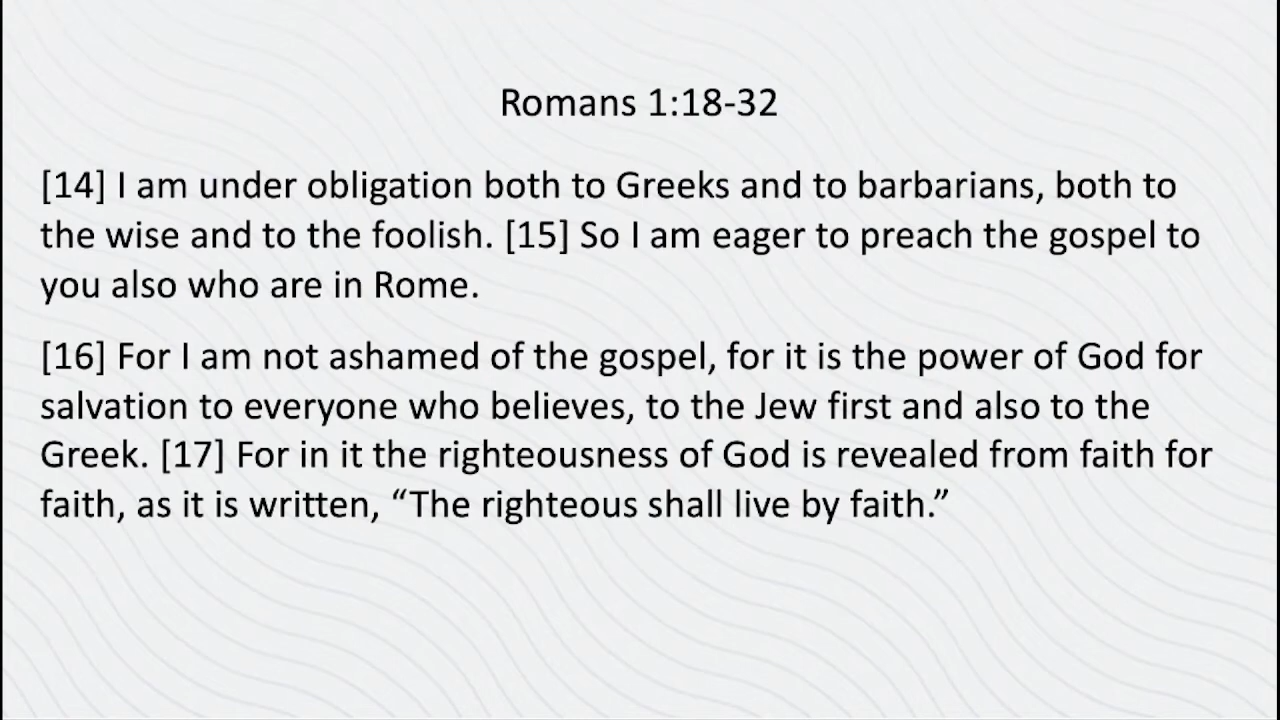 Romans 1:18-32
[14] I am under obligation both to Greeks and to barbarians, both to
the wise and to the foolish. [15] So I am eager to preach the gospel to
you also who are in Rome.
[16] For I am not ashamed of the gospel, for it is the power of God for
salvation to everyone who believes, to the Jew first and also to the
Greek. [17] For in it the righteousness of God is revealed from faith for
faith, as it is written, “The righteous shall live by faith.”